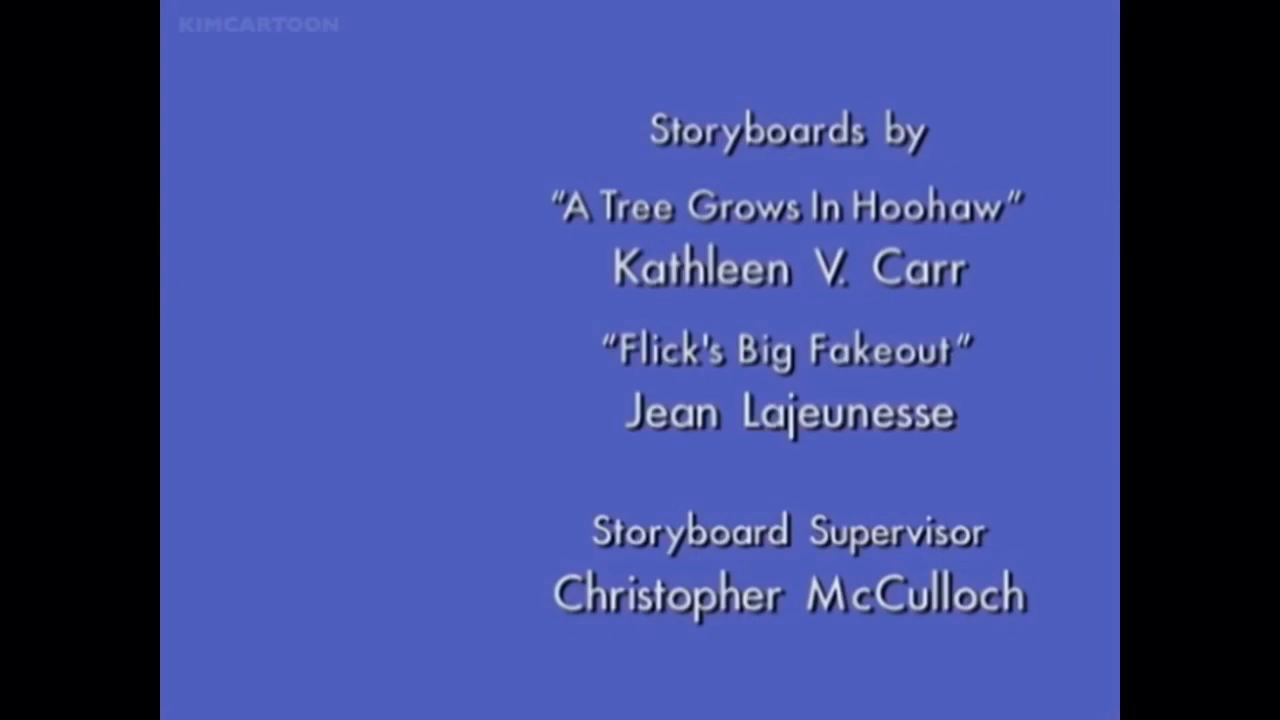 KIMCARTOON
Storyboards by
“A Tree Grows In Hoohaw”
Kathleen V. Carr
“Flick's Big Fakeout”
Jean Lajeunesse
Storyboard Supervisor
Christopher McCulloch